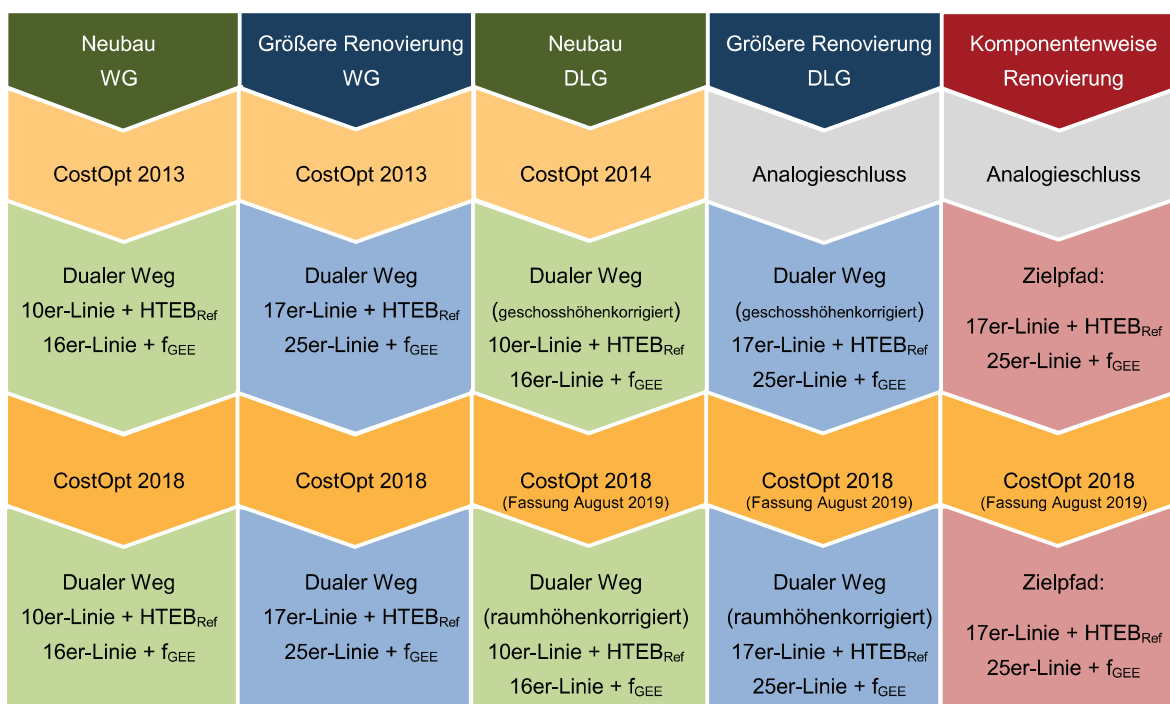 Neubau
WG
Größere Renovierung
WG
Neubau
DLG
Größere Renovierung
DLG
Komponentenweise
Renovierung
CostOpt 2013
CostOpt 2013
CostOpt 2014
Analogieschluss
Analogieschluss
Dualer Weg
10er-Linie + HTEBRef
16er-Linie + fGEE
Dualer Weg
17er-Linie + HTEBRef
25er-Linie + fGEE
Dualer Weg
(geschosshöhenkorrigiert)
10er-Linie + HTEBRef
16er-Linie + fGEE
Dualer Weg
(geschosshöhenkorrigiert)
17er-Linie + HTEBRef
25er-Linie + fGEE
Zielpfad:
17er-Linie + HTEBRef
25er-Linie + fGEE
CostOpt 2018
CostOpt 2018
CostOpt 2018
(Fassung August 2019)
CostOpt 2018
(Fassung August 2019)
CostOpt 2018
(Fassung August 2019)
Dualer Weg
10er-Linie + HTEBRef
16er-Linie + fGEE
Dualer Weg
17er-Linie + HTEBRef
25er-Linie + fGEE
Dualer Weg
(raumhöhenkorrigiert)
10er-Linie + HTEBRef
16er-Linie + fGEE
Dualer Weg
(raumhöhenkorrigiert)
17er-Linie + HTEBRef
25er-Linie + fGEE
Zielpfad:
17er-Linie + HTEBRef
25er-Linie + fGEE